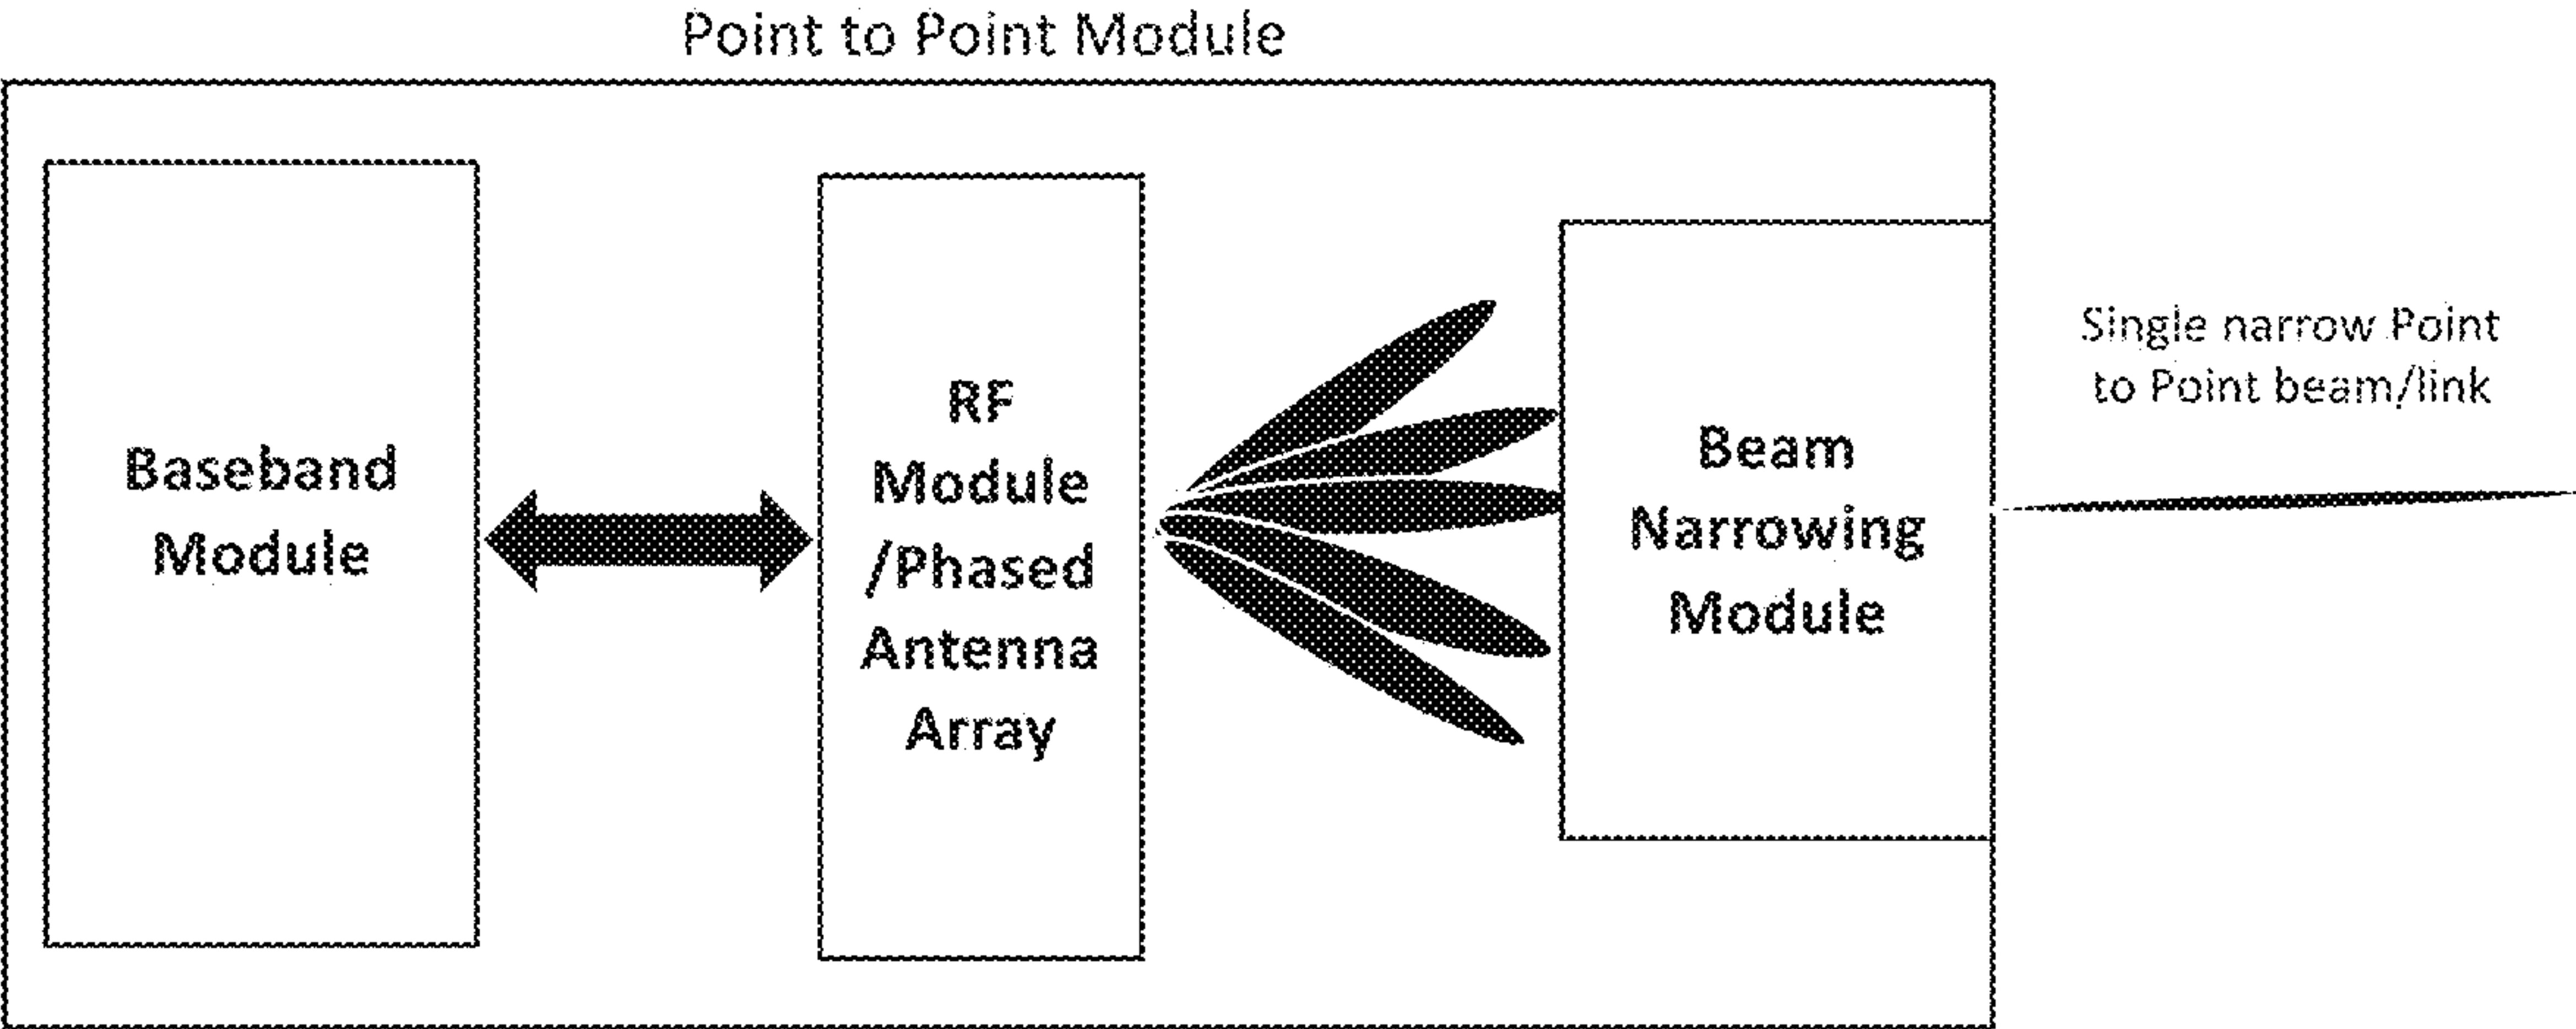 Point to Point Module
Baseband
Module
RF
Module
/Phased
Antenna
Array
Beam
Narrowing
Module
Single narrow Point
to Point beam/link